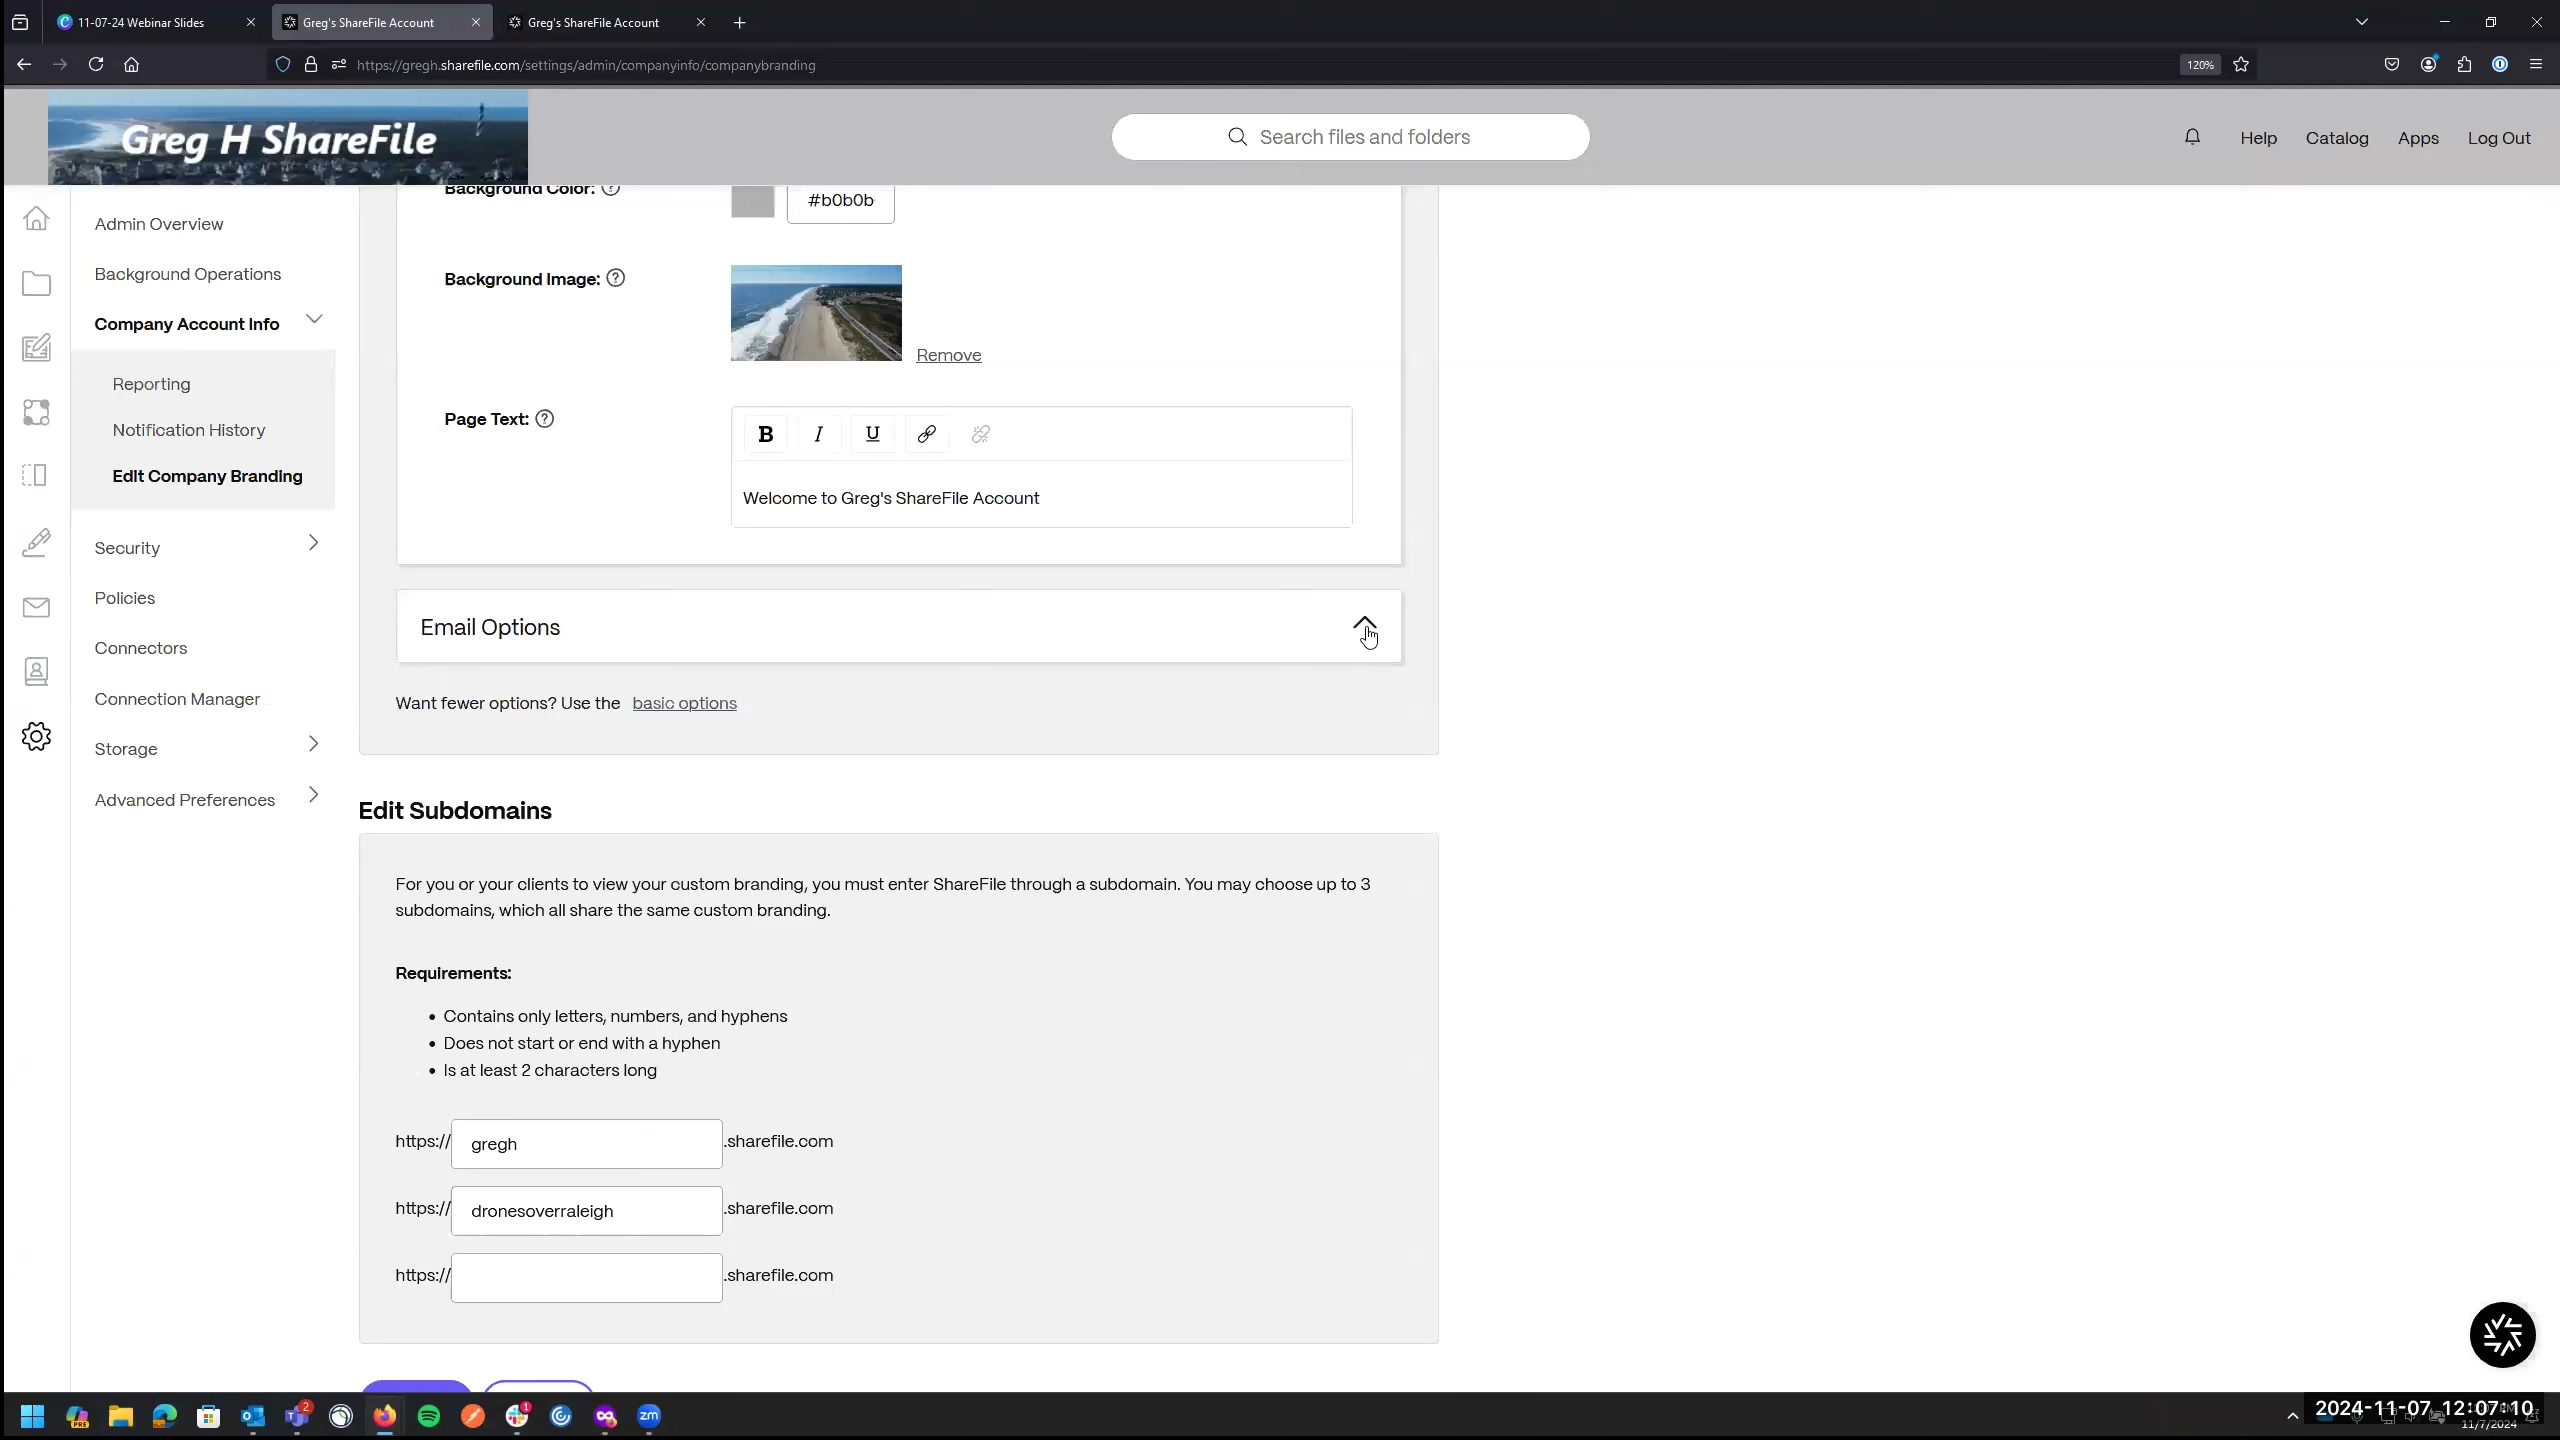 11-07-24 Webinar Slides
Greg's ShareFile Account
Greg's ShareFile Account
https://gregh.sharefile.com/settings/admin/companyinfo/companybranding
120%
Greg H ShareFile
Search files and folders
Help
Catalog
Apps
Log Out
Admin Overview
Background Operations
Company Account Info
Reporting
Notification History
Edit Company Branding
Security
Policies
Connectors
Connection Manager
Storage
Advanced Preferences
Background Color:
#b0b0b
Background Image:
Remove
Page Text:
B I U
Welcome to Greg's ShareFile Account
Email Options
Want fewer options? Use the basic options
Edit Subdomains
For you or your clients to view your custom branding, you must enter ShareFile through a subdomain. You may choose up to 3
subdomains, which all share the same custom branding.
Requirements:
• Contains only letters, numbers, and hyphens
• Does not start or end with a hyphen
• Is at least 2 characters long
https:// gregh .sharefile.com
https:// dronesoverraleigh .sharefile.com
https:// .sharefile.com
PRE
2
1
zm
2024-11-07 12:07:10
11/7/2024